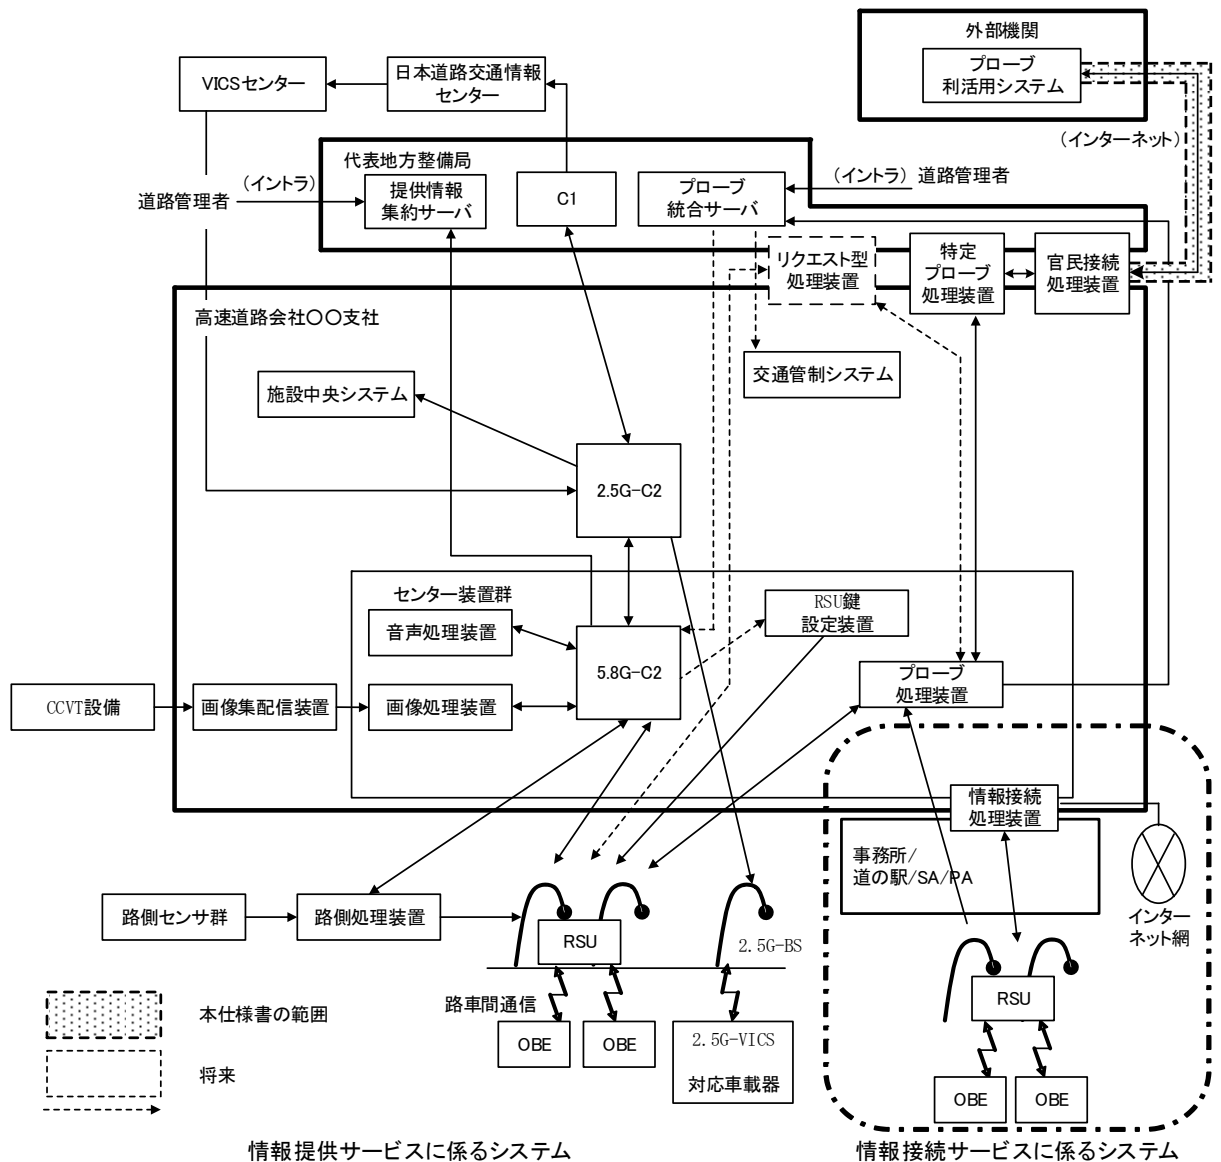 外部機関
プローブ
利活用システム
(インターネット)
VICSセンター
日本道路交通情報
センター
代表地方整備局
(イントラ)
道路管理者
提供情報
集約サーバ
C1
プローブ
統合サーバ
(イントラ) 道路管理者
リクエスト型
処理装置
特定
プローブ
処理装置
官民接続
処理装置
高速道路会社〇〇支社
交通管制システム
施設中央システム
2.5G-C2
センター装置群
音声処理装置
RSU鍵
設定装置
5.8G-C2
プローブ
処理装置
CCVT設備
画像集配信装置
画像処理装置
情報接続
処理装置
事務所/
道の駅/SA/PA
インター
ネット網
路側センサ群
路側処理装置
RSU
2.5G-BS
路車間通信
OBE
OBE
2.5G-VICS
対応車載器
RSU
OBE
OBE
本仕様書の範囲
将来
情報提供サービスに係るシステム
情報接続サービスに係るシステム